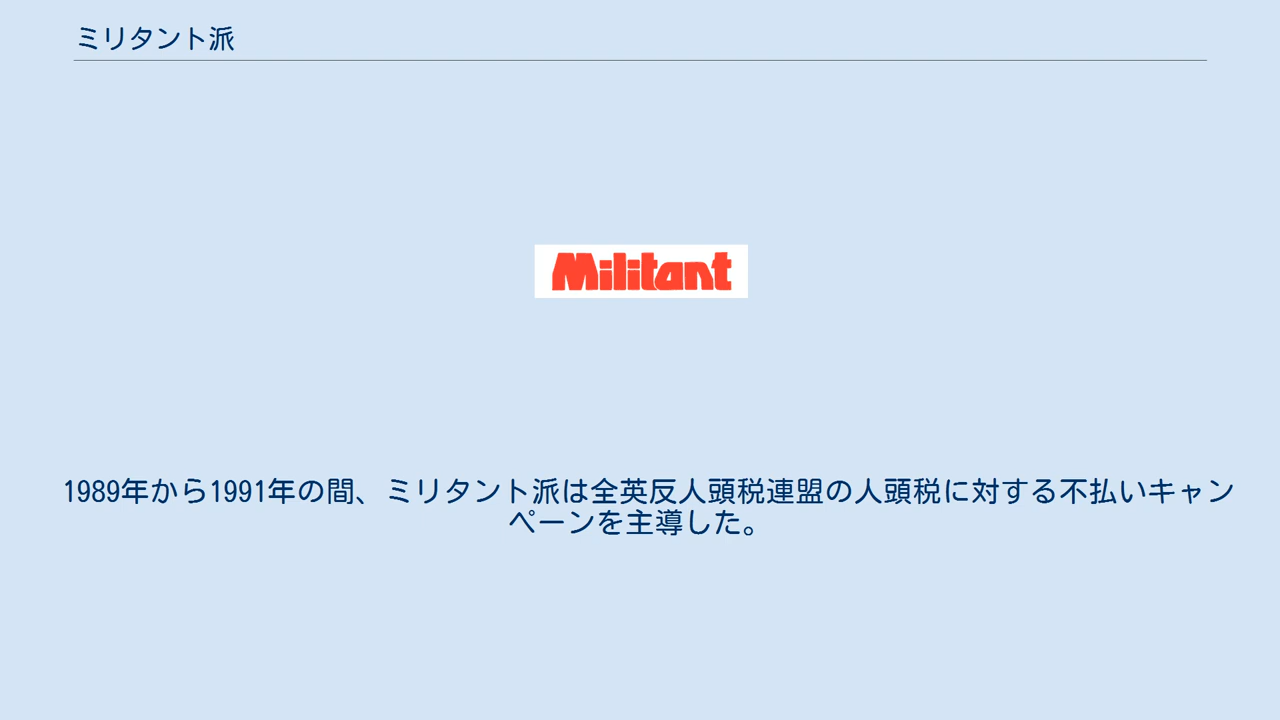 ミリタント派
Militant
1989年から1991年の間、ミリタント派は全英反人頭税連盟の人頭税に対する不払いキャン
ペーンを主導した。